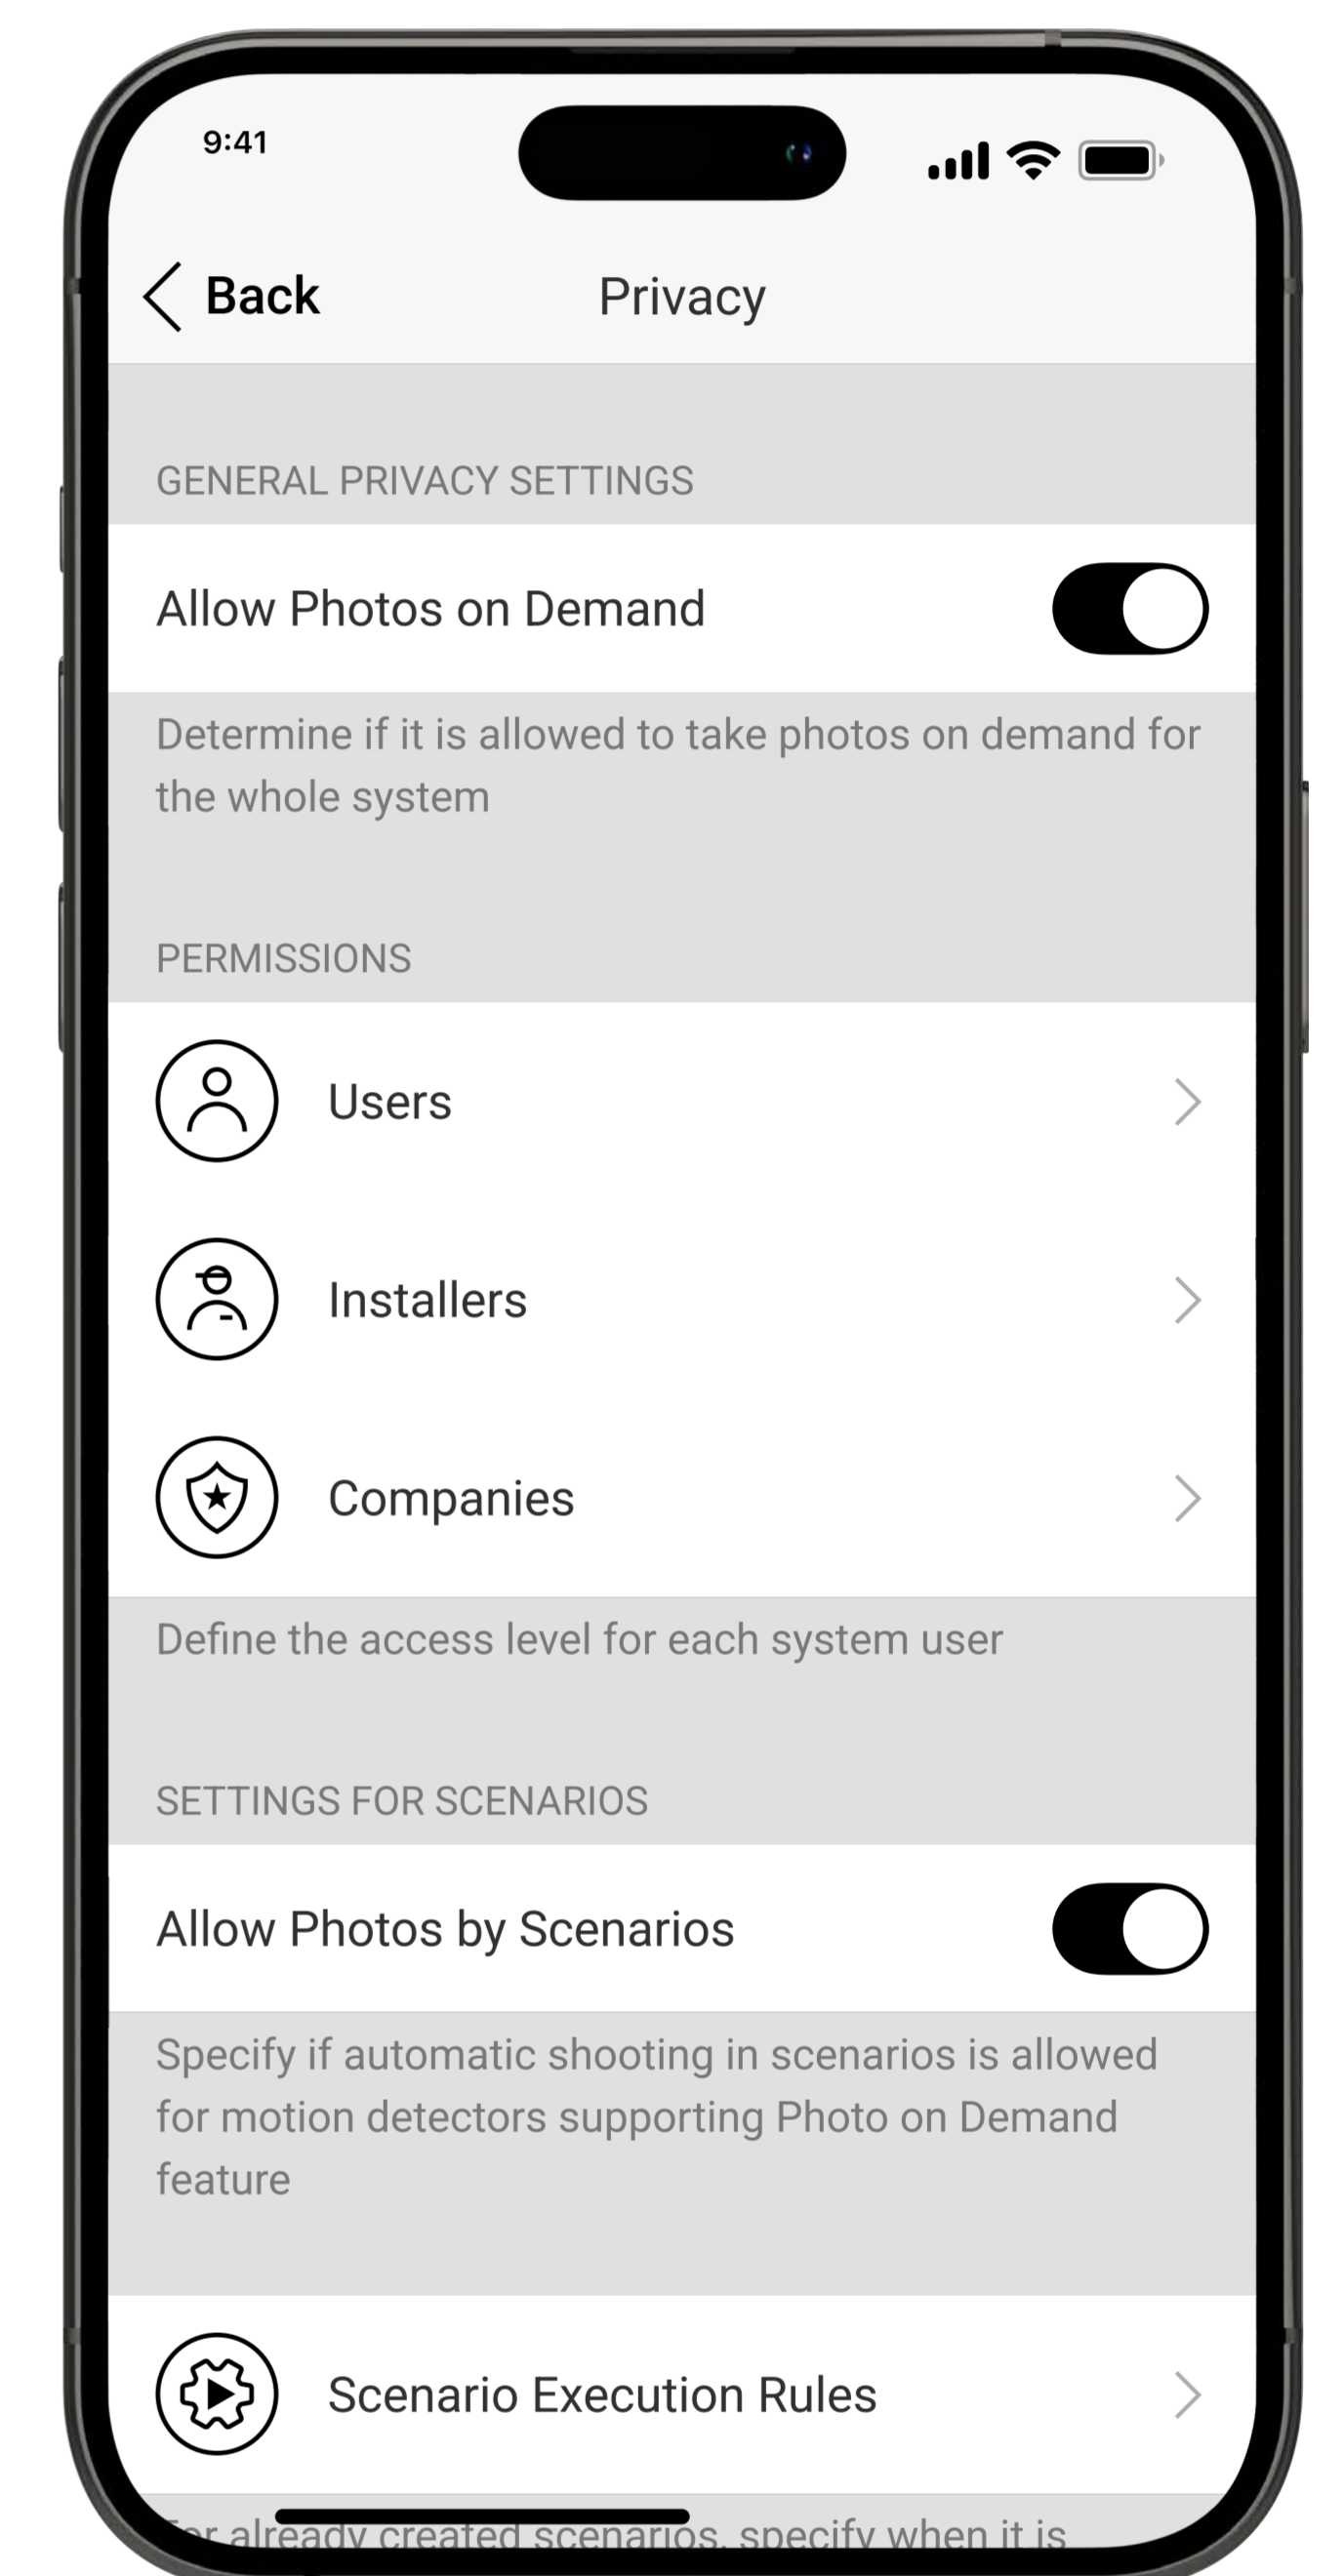 9:41
Back
Privacy
GENERAL PRIVACY SETTINGS
Allow Photos on Demand
Determine if it is allowed to take photos on demand for
the whole system
PERMISSIONS
Users
Installers
Companies
Define the access level for each system user
SETTINGS FOR SCENARIOS
Allow Photos by Scenarios
Specify if automatic shooting in scenarios is allowed
for motion detectors supporting Photo on Demand
feature
Scenario Execution Rules
For already created scenarios, specify when it is